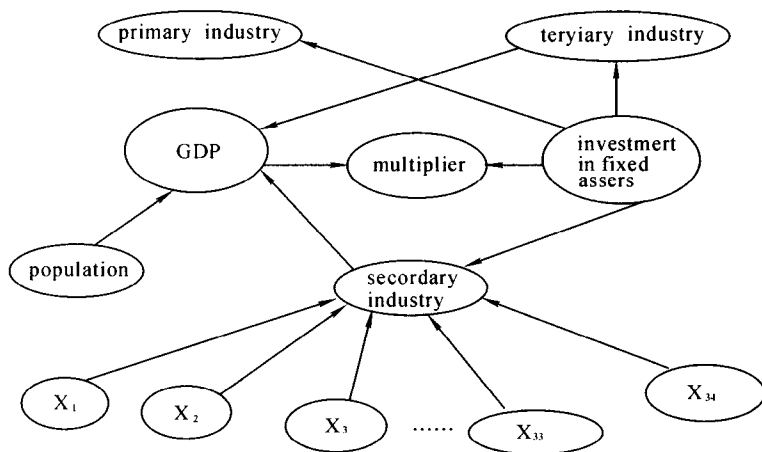 primary industry
teryiary industry
GDP
multiplier
investmert
in fixed
assers
population
secordary
industry
X1
X2
X3
......
X33
X34